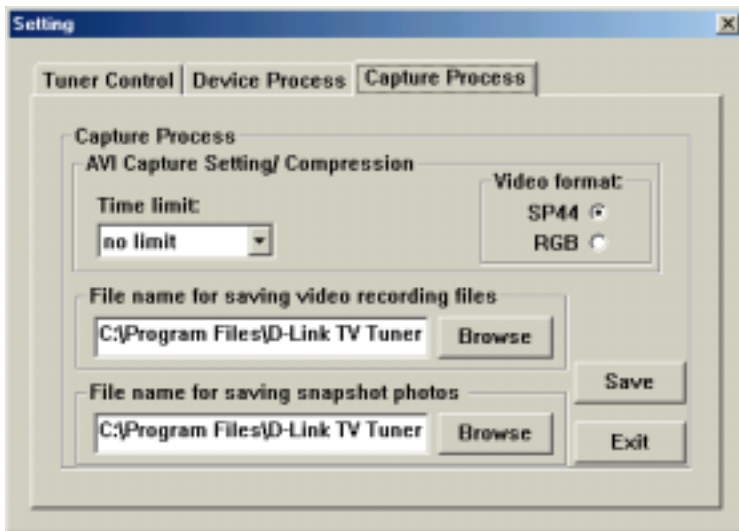 Setting
Tuner Control
Device Process
Capture Process
Capture Process
AVI Capture Setting/ Compression
Time limit:
no limit
Video format:
SP44
RGB
File name for saving video recording files
C:\Program Files\D-Link TV Tuner
Browse
File name for saving snapshot photos
C:\Program Files\D-Link TV Tuner
Browse
Save
Exit